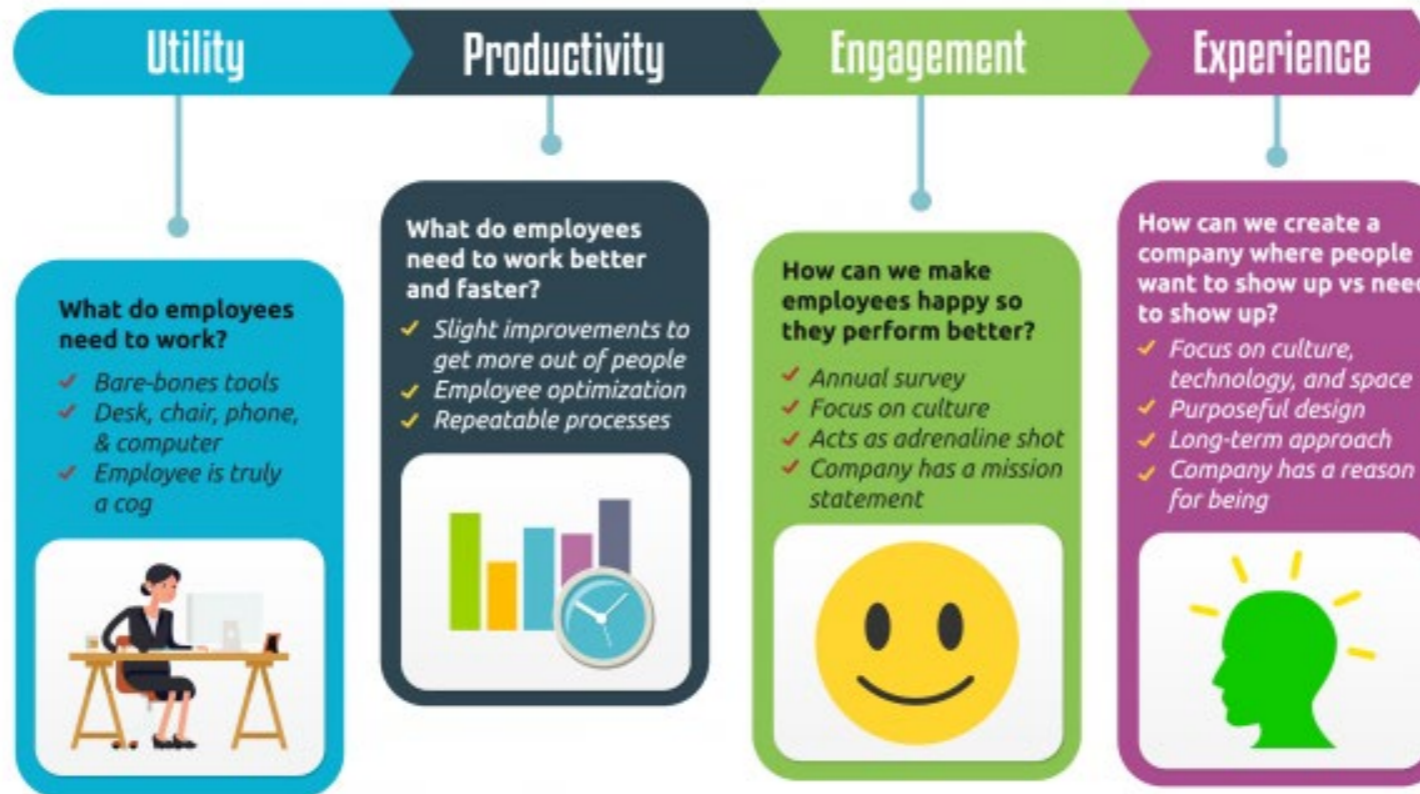 Utility
Productivity
Engagement
Experience
What do employees
need to work?
Bare-bones tools
Desk, chair, phone,
& computer
Employee is truly
a cog
What do employees
need to work better
and faster?
Slight improvements to
get more out of people
Employee optimization
Repeatable processes
How can we make
employees happy so
they perform better?
Annual survey
Focus on culture
Acts as adrenaline shot
Company has a mission
statement
How can we create a
company where people
want to show up vs need
to show up?
Focus on culture,
technology, and space
Purposeful design
Long-term approach
Company has a reason
for being